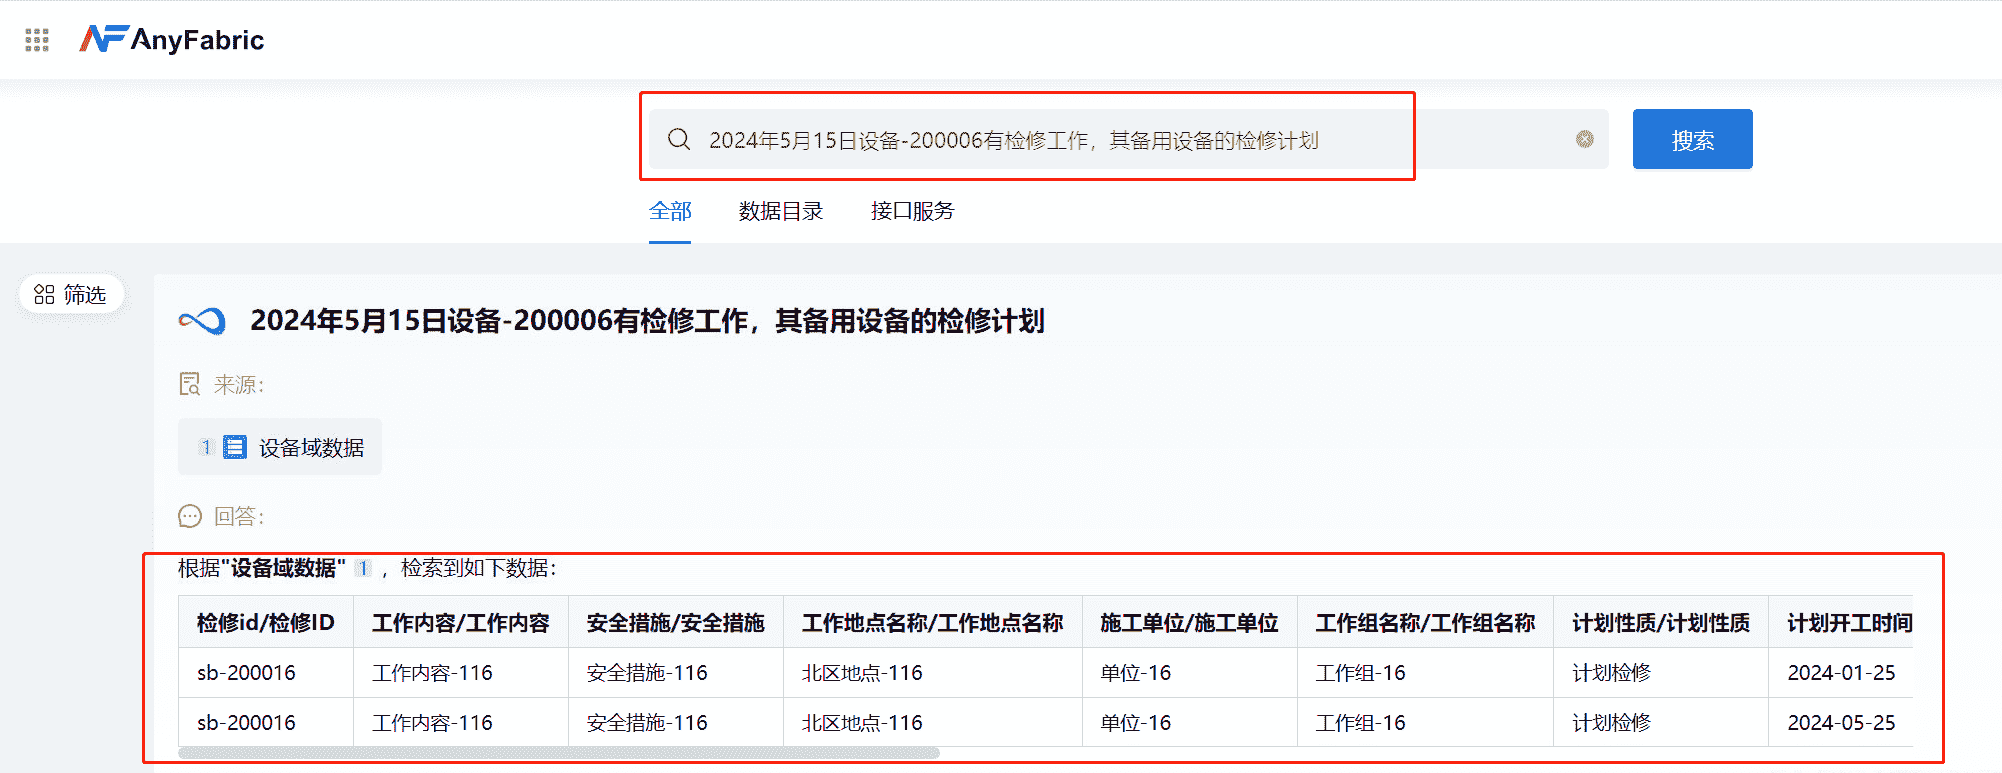 AnyFabric
2024年5月15日设备-200006有检修工作，其备用设备的检修计划
搜索
全部 数据目录 接口服务
筛选
2024年5月15日设备-200006有检修工作，其备用设备的检修计划
来源：
1 设备域数据
回答：
根据"设备域数据" 1 ，检索到如下数据：
检修id/检修ID 工作内容/工作内容 安全措施/安全措施 工作地点名称/工作地点名称 施工单位/施工单位 工作组名称/工作组名称 计划性质/计划性质 计划开工时间
sb-200016 工作内容-116 安全措施-116 北区地点-116 单位-16 工作组-16 计划检修 2024-01-25
sb-200016 工作内容-116 安全措施-116 北区地点-116 单位-16 工作组-16 计划检修 2024-05-25